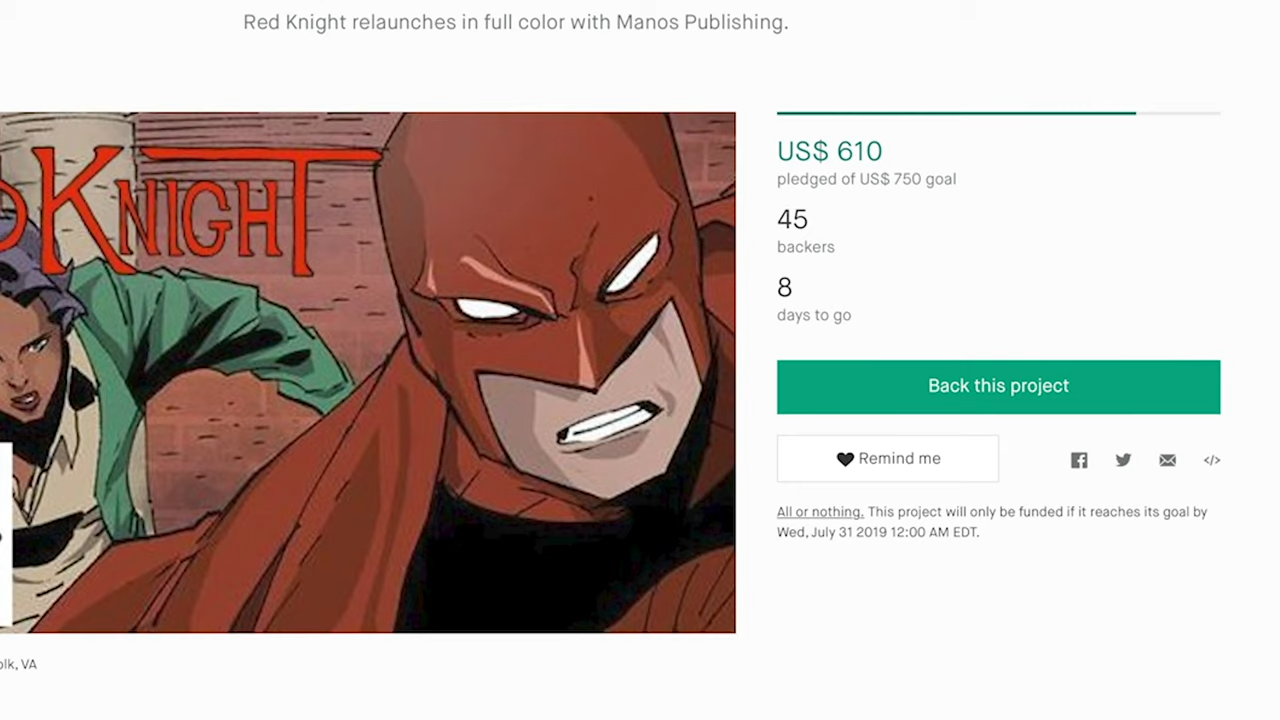 Red Knight relaunches in full color with Manos Publishing.
KNIGHT
US$ 610
pledged of US$ 750 goal
45
backers
8
days to go
Back this project
Remind me
All or nothing. This project will only be funded if it reaches its goal by
Wed, July 31 2019 12:00 AM EDT.
olk, VA